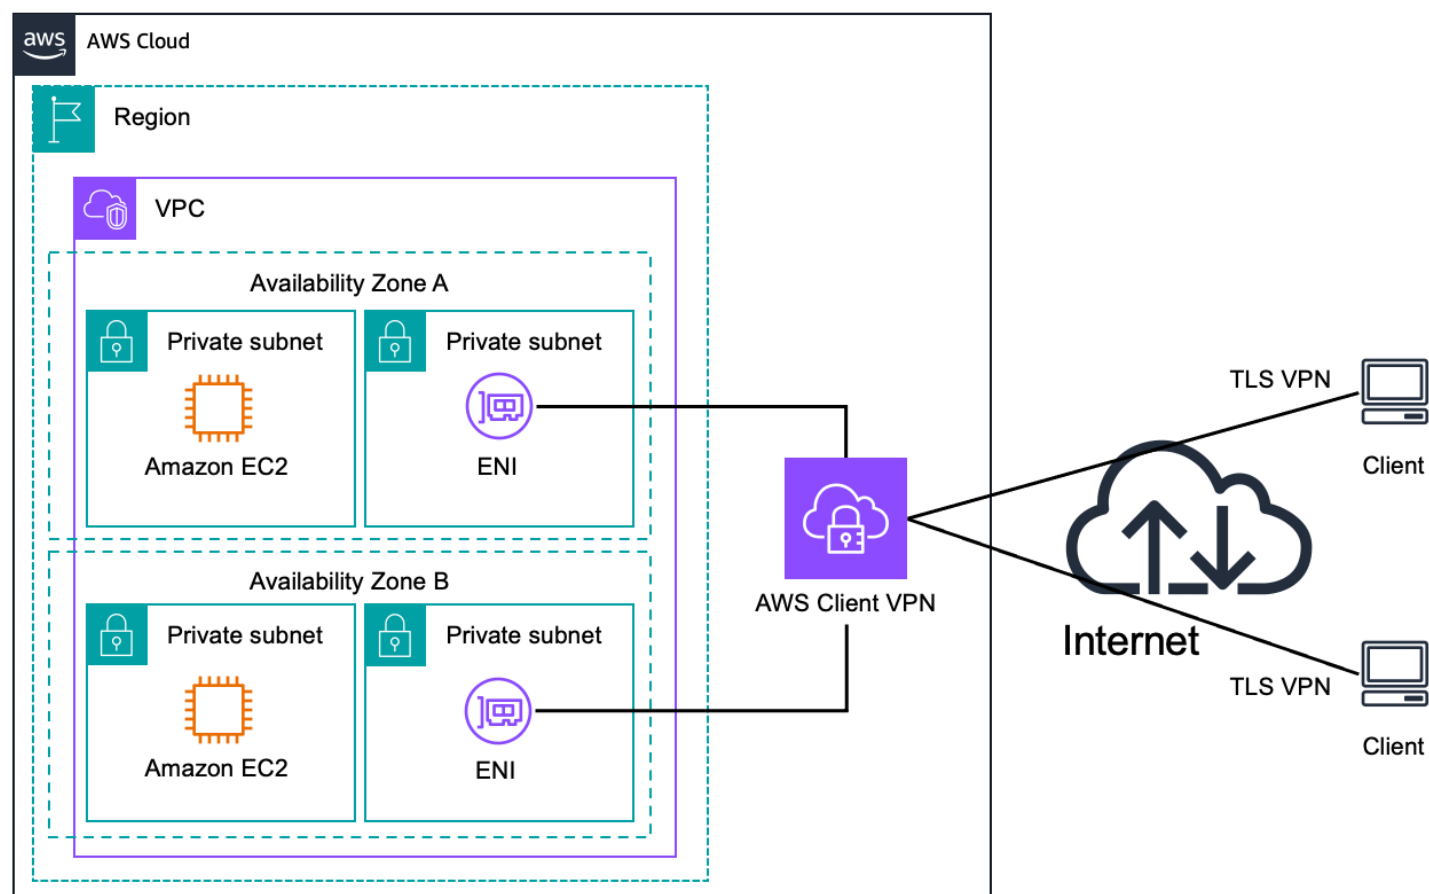 aws
AWS Cloud
Region
VPC
Availability Zone A
Private subnet
Private subnet
Amazon EC2
ENI
Availability Zone B
Private subnet
Private subnet
Amazon EC2
ENI
AWS Client VPN
TLS VPN
Client
Internet
TLS VPN
Client